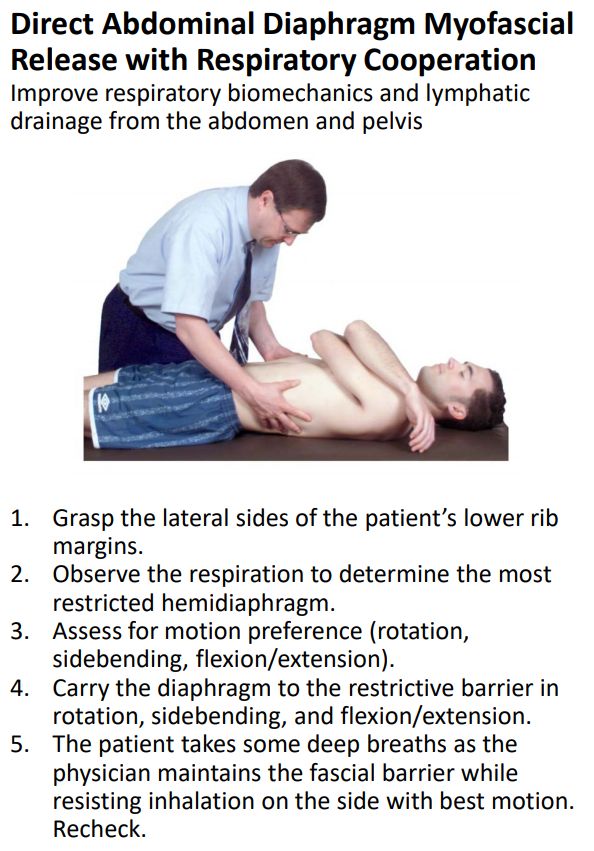 Direct Abdominal Diaphragm Myofascial
Release with Respiratory Cooperation
Improve respiratory biomechanics and lymphatic
drainage from the abdomen and pelvis
1. Grasp the lateral sides of the patient's lower rib
margins.
2. Observe the respiration to determine the most
restricted hemidiaphragm.
3. Assess for motion preference (rotation,
sidebending, flexion/extension).
4. Carry the diaphragm to the restrictive barrier in
rotation, sidebending, and flexion/extension.
5. The patient takes some deep breaths as the
physician maintains the fascial barrier while
resisting inhalation on the side with best motion.
Recheck.